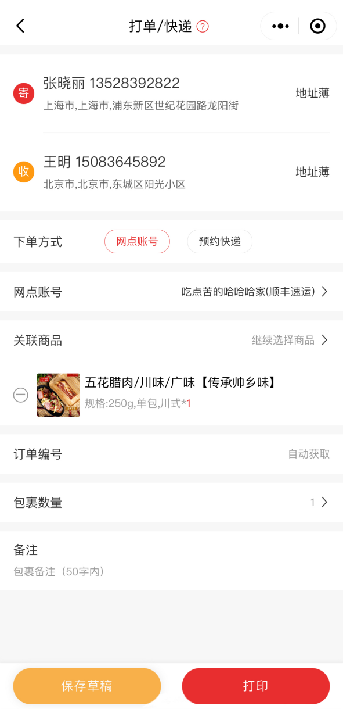 打单/快递 ?
寄
张晓丽 13528392822
上海市,上海市,浦东新区世纪花园路龙阳街
地址薄
收
王明 15083645892
北京市,北京市,东城区阳光小区
地址薄
下单方式 网点账号 预约快递
网点账号 吃点苦的哈哈哈家(顺丰速运)
关联商品 继续选择商品
五花腊肉/川味/广味【传承帅乡味】
规格:250g,单包,川式*1
订单编号 自动获取
包裹数量 1
备注
包裹备注（50字内）
保存草稿 打印